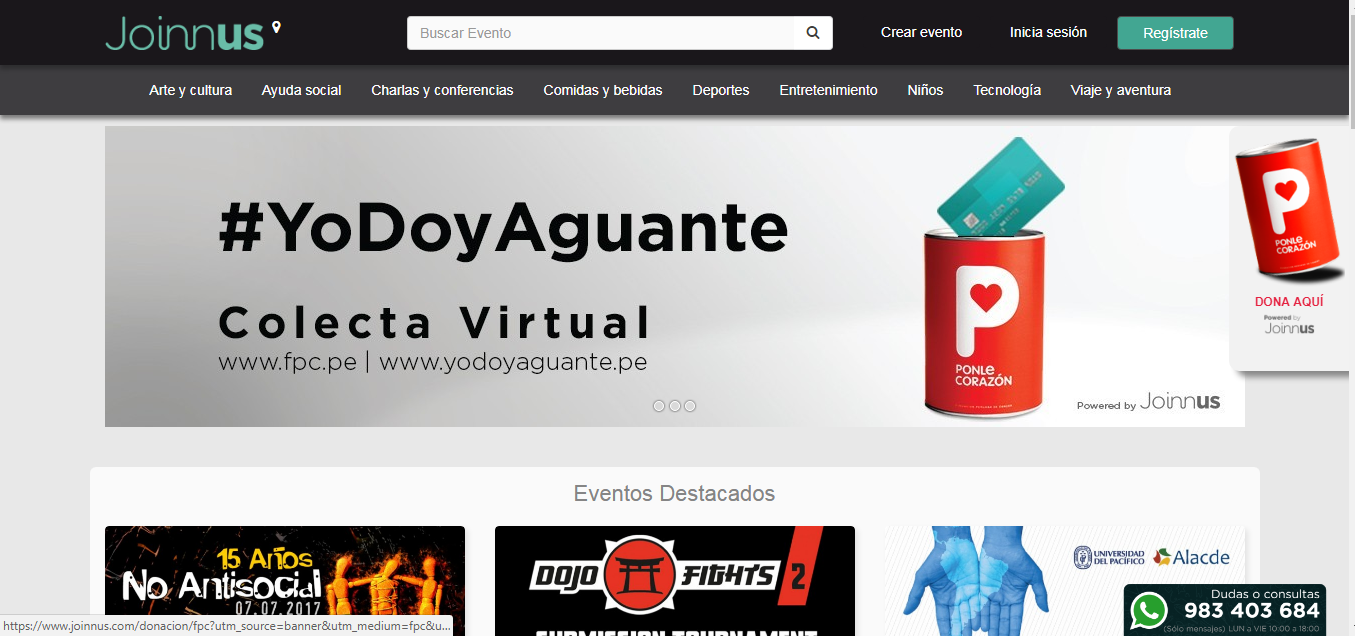 Joinnus
Buscar Evento
Crear evento
Inicia sesión
Regístrate
Arte y cultura
Ayuda social
Charlas y conferencias
Comidas y bebidas
Deportes
Entretenimiento
Niños
Tecnología
Viaje y aventura
#YoDoyAguante
Colecta Virtual
www.fpc.pe | www.yodoyaguante.pe
P
PONLE
CORAZÓN
Powered by Joinnus
P
PONLE
CORAZÓN
DONA AQUÍ
Powered by
Joinnus
Eventos Destacados
15 Años
No Antisocial
07.07.2017
DOJO FIGHTS 2
SUBMISSION TOURNAMENT
UNIVERSIDAD
DEL PACÍFICO
Alacde
Dudas o consultas
983 403 684
(Sólo mensajes) LUN a VIE 10:00 a 18:00
https://www.joinnus.com/donacion/fpc?utm_source=banner&utm_medium=fpc&u...